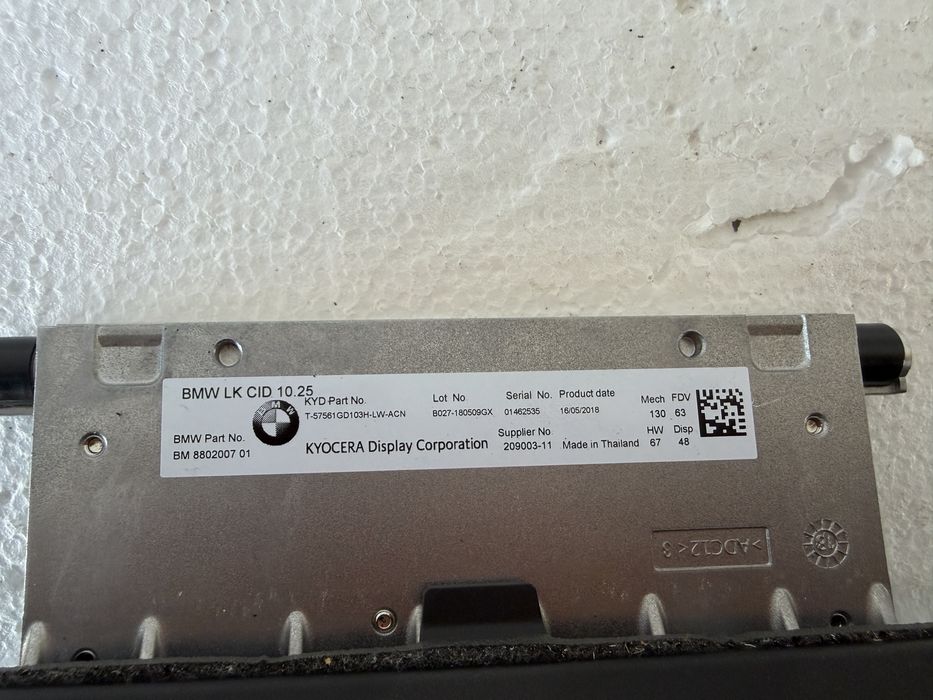 BMW LK CID 10.25
BMW
KYD Part No.
T-57561GD103H-LW-ACN
Lot No
B027-180509GX
Serial No.
01462535
Product date
16/05/2018
Mech FDV
130 63
HW Disp
67 48
BMW Part No.
BM 8802007 01
KYOCERA Display Corporation
Supplier No.
209003-11
Made in Thailand
>ADC12<3